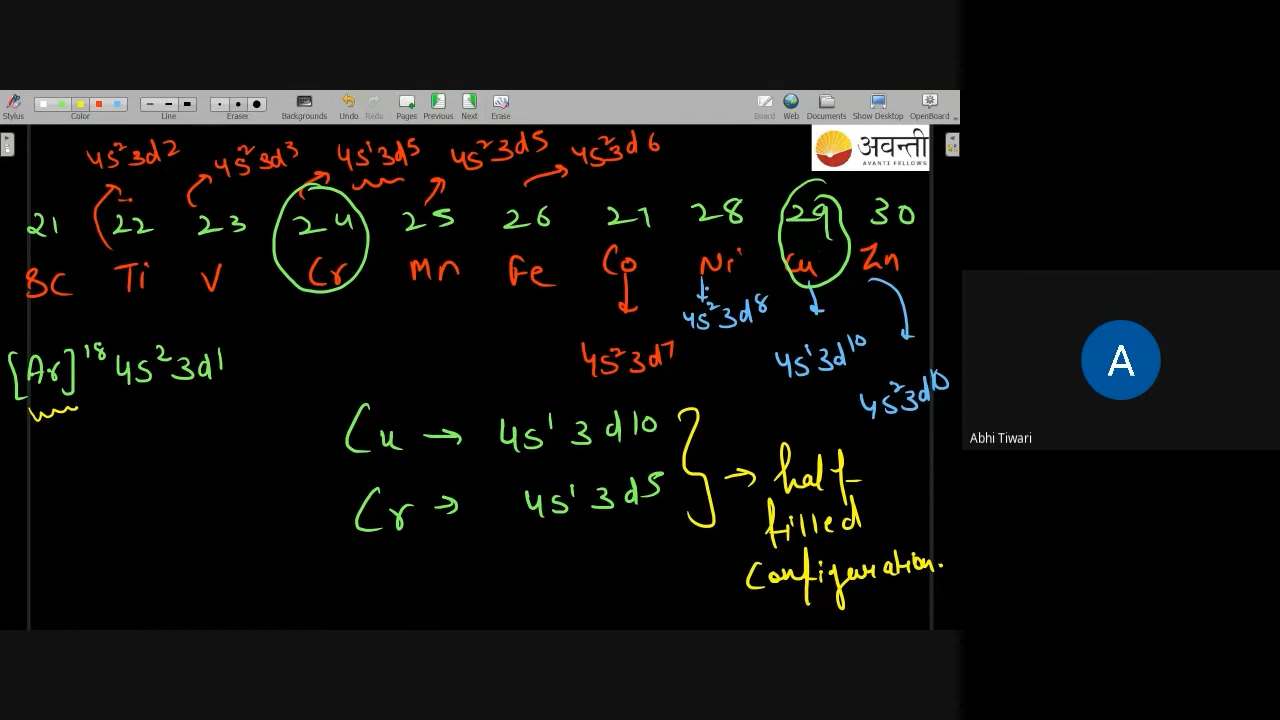 Stylus Color Line Eraser Backgrounds Undo Redo Pages Previous Next Erase Board Web Documents Show Desktop OpenBoard
अवन्ती
AVANTI FELLOWS
4s² 3d2 4s² 3d³ 4s¹ 3d5 4s² 3d5 4s² 3d6
21 22 23 24 25 26 27 28 29 30
SC Ti V Cr Mn Fe Co Ni Cu Zn
4s² 3d8
4s² 3d7 4s¹ 3d10
4s² 3d10
[Ar]¹⁸ 4s² 3d1
Cu → 4s¹ 3d10
Cr → 4s¹ 3d5
→ half
filled
configuration.
A
Abhi Tiwari